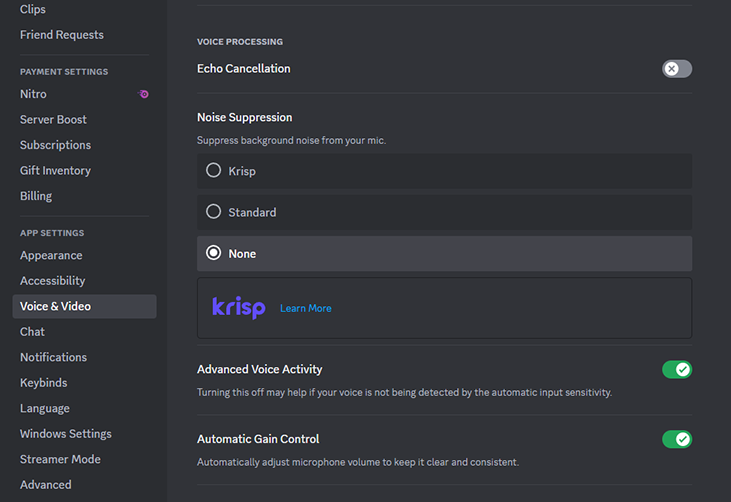 Clips
Friend Requests
PAYMENT SETTINGS
Nitro
Server Boost
Subscriptions
Gift Inventory
Billing
APP SETTINGS
Appearance
Accessibility
Voice & Video
Chat
Notifications
Keybinds
Language
Windows Settings
Streamer Mode
Advanced
VOICE PROCESSING
Echo Cancellation
Noise Suppression
Suppress background noise from your mic.
Krisp
Standard
None
krisp Learn More
Advanced Voice Activity
Turning this off may help if your voice is not being detected by the automatic input sensitivity.
Automatic Gain Control
Automatically adjust microphone volume to keep it clear and consistent.